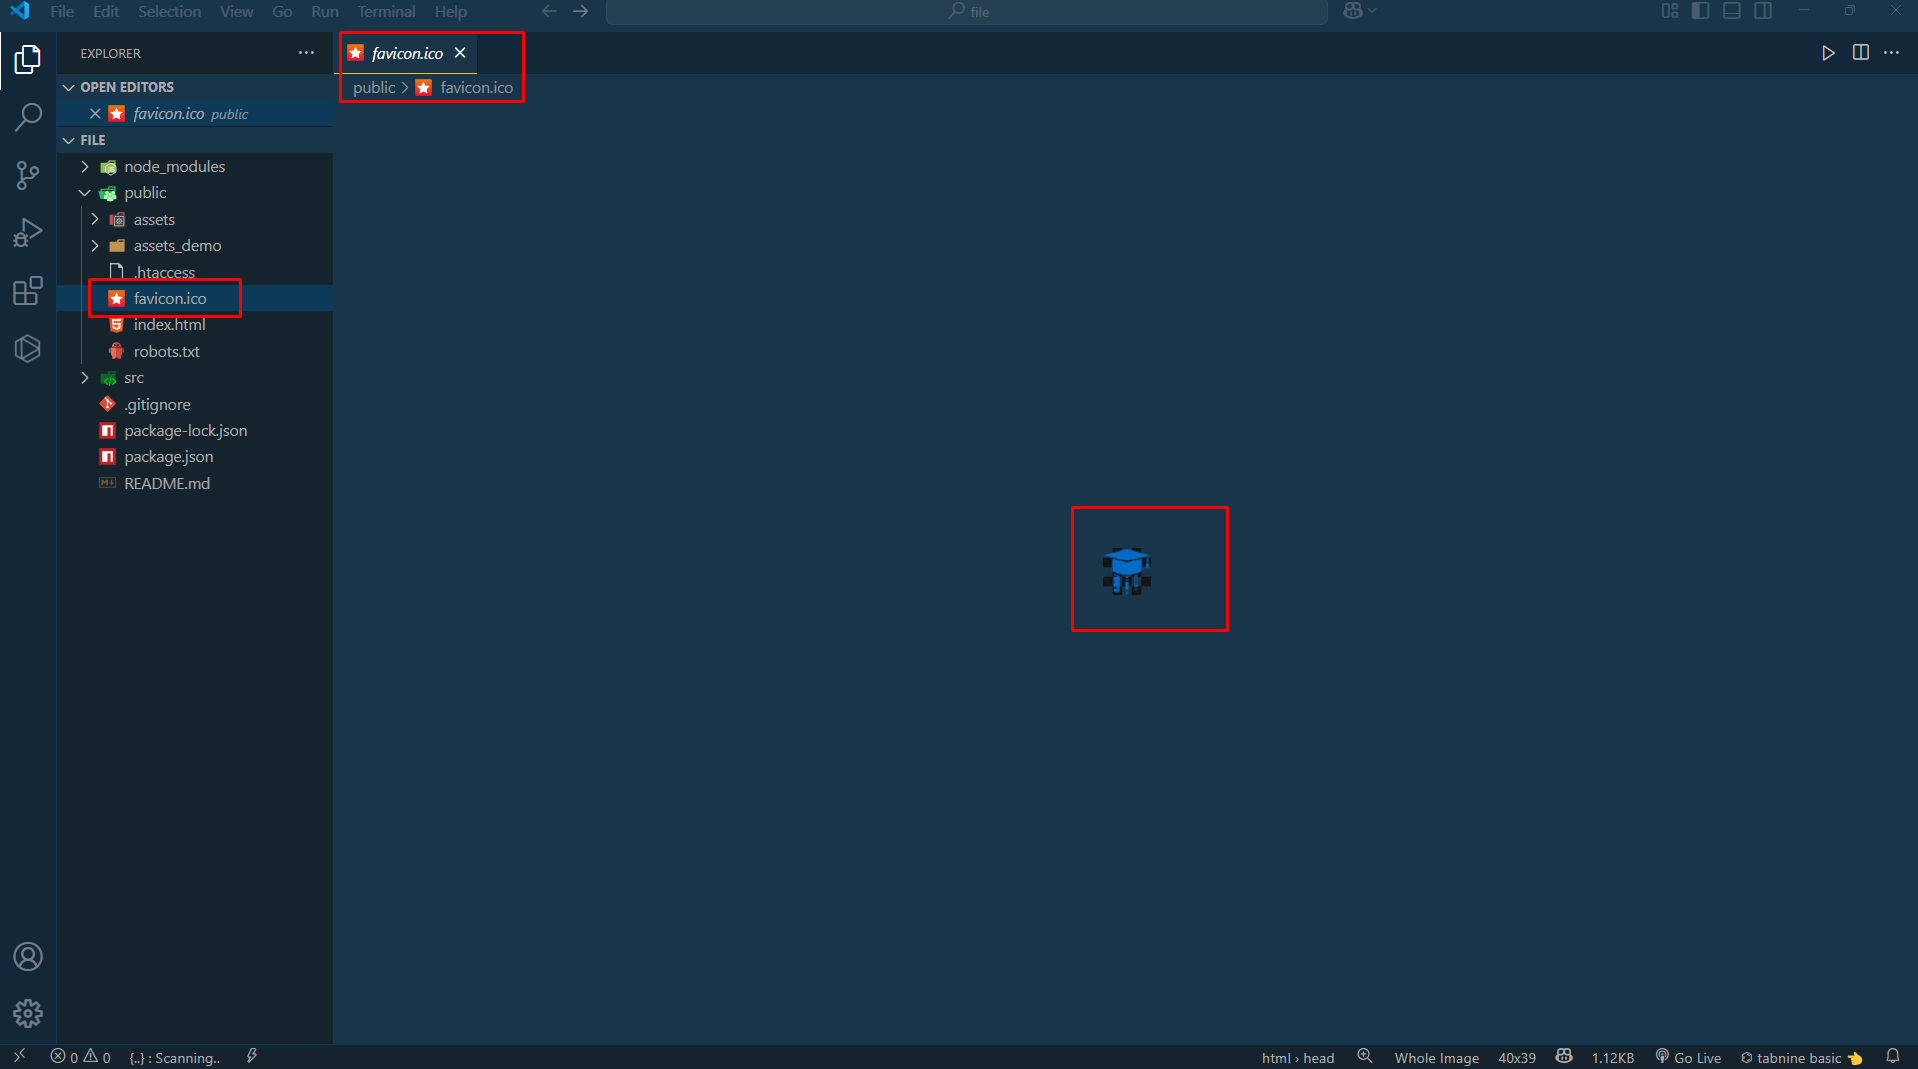 File Edit Selection View Go Run Terminal Help
file
EXPLORER
OPEN EDITORS
favicon.ico public
FILE
node_modules
public
assets
assets_demo
.htaccess
favicon.ico
index.html
robots.txt
src
.gitignore
package-lock.json
package.json
README.md
favicon.ico
public > favicon.ico
0 0 {..} : Scanning..
html › head Whole Image 40x39 1.12KB Go Live tabnine basic